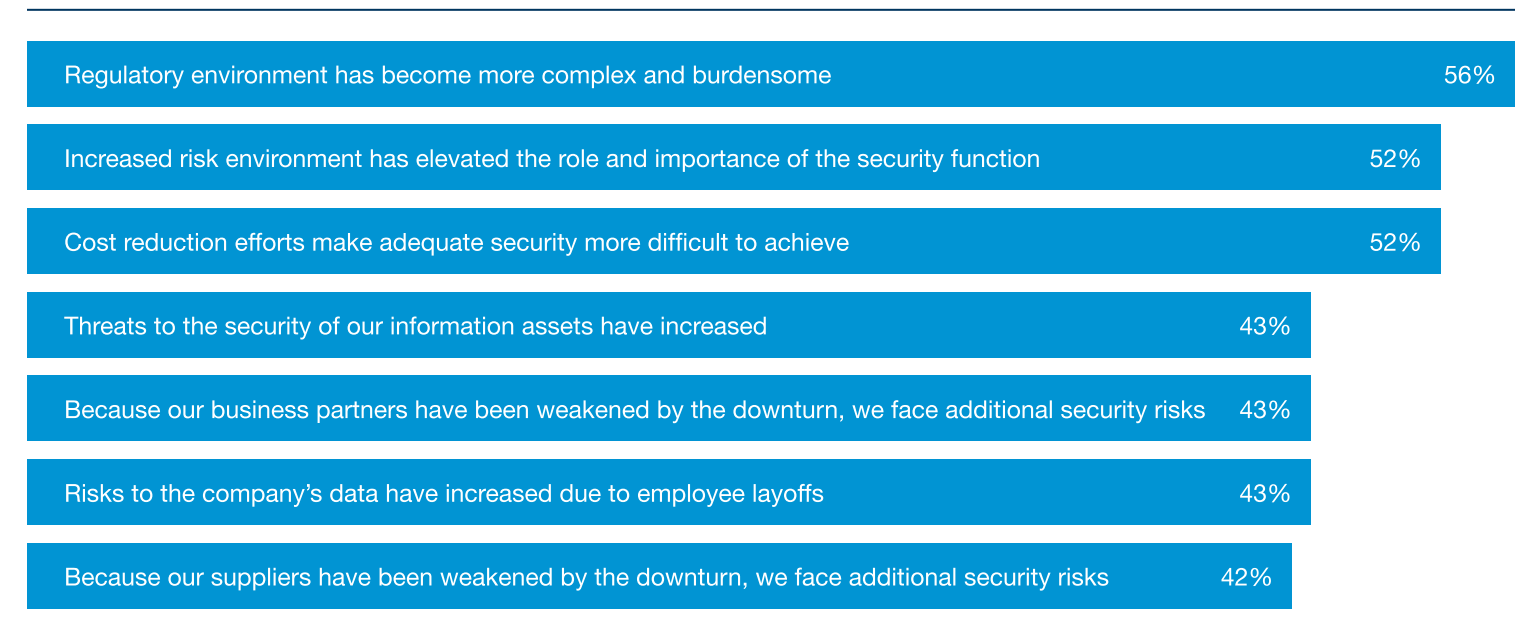 Regulatory environment has become more complex and burdensome 56%
Increased risk environment has elevated the role and importance of the security function 52%
Cost reduction efforts make adequate security more difficult to achieve 52%
Threats to the security of our information assets have increased 43%
Because our business partners have been weakened by the downturn, we face additional security risks 43%
Risks to the company’s data have increased due to employee layoffs 43%
Because our suppliers have been weakened by the downturn, we face additional security risks 42%